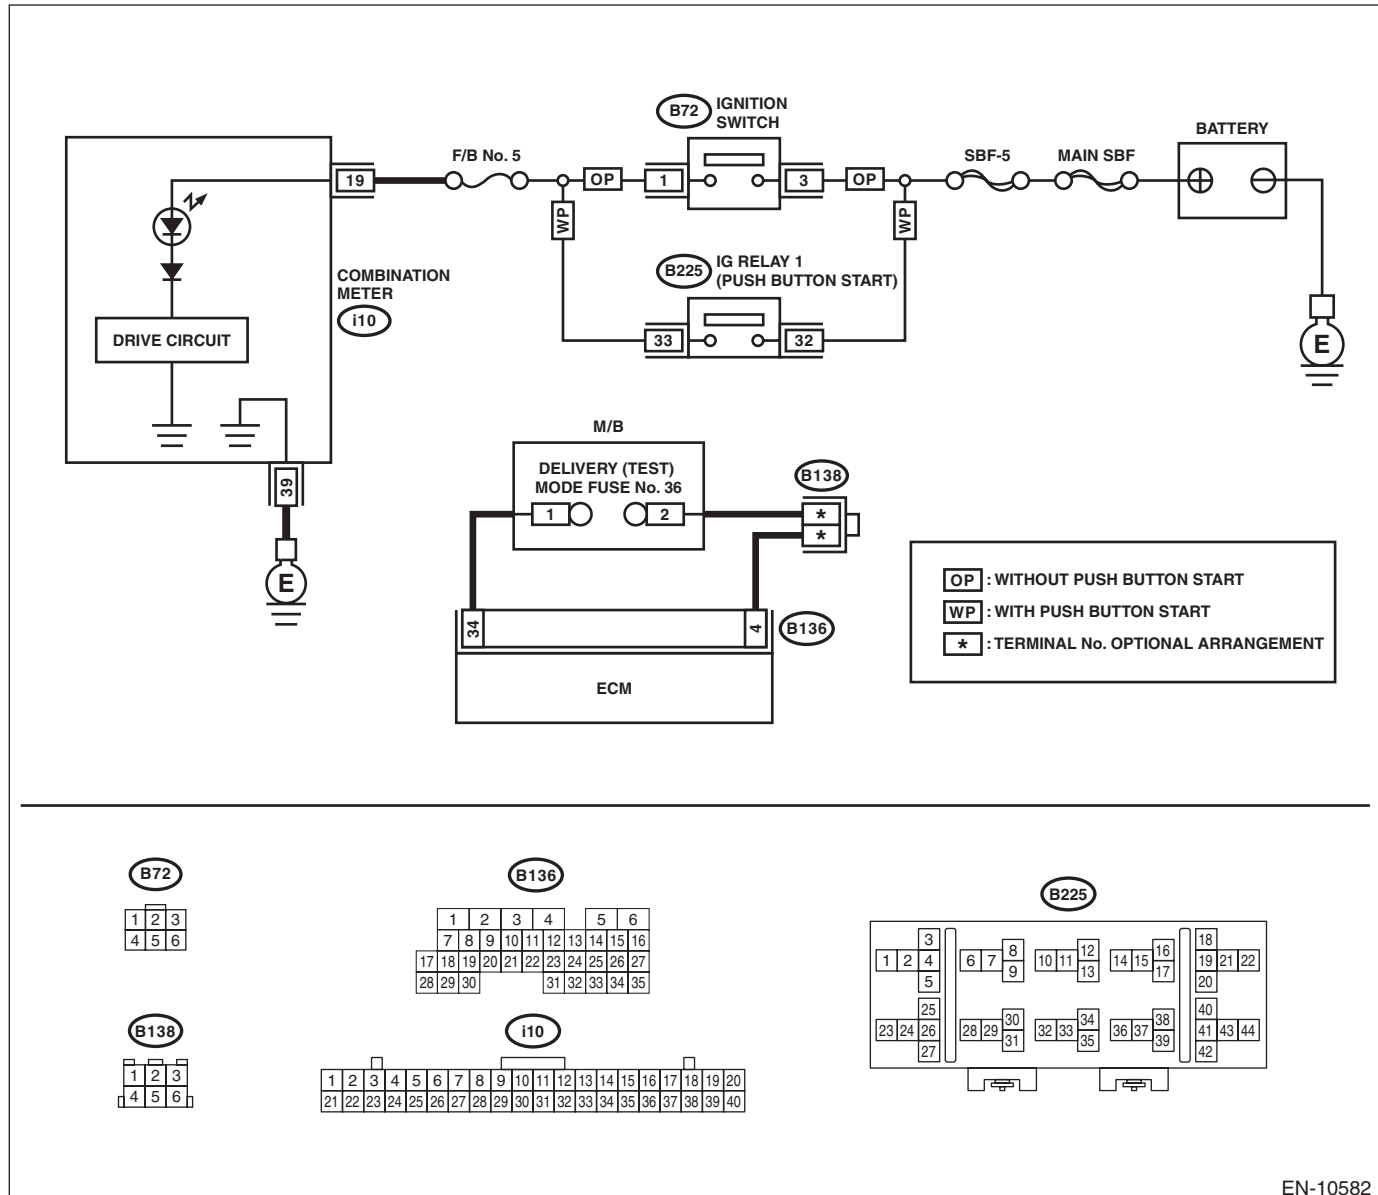 B72 IGNITION
SWITCH
BATTERY
F/B No. 5
SBF-5
MAIN SBF
19
OP
1
3
OP
WP
WP
B225 IG RELAY 1
(PUSH BUTTON START)
COMBINATION
METER
i10
DRIVE CIRCUIT
33
32
E
M/B
39
DELIVERY (TEST)
MODE FUSE No. 36
B138
1
2
*
*
E
OP : WITHOUT PUSH BUTTON START
WP : WITH PUSH BUTTON START
* : TERMINAL No. OPTIONAL ARRANGEMENT
34
4
B136
ECM
B72
1 2 3
4 5 6
B136
1 2 3 4 5 6
7 8 9 10 11 12 13 14 15 16
17 18 19 20 21 22 23 24 25 26 27
28 29 30 31 32 33 34 35
B225
3 8 12 16 18
1 2 4 6 7 10 11 14 15 19 21 22
9 13 17
5 20
25 30 34 38 40
23 24 26 28 29 32 33 36 37 41 43 44
31 35 39
27 42
B138
1 2 3
4 5 6
i10
1 2 3 4 5 6 7 8 9 10 11 12 13 14 15 16 17 18 19 20
21 22 23 24 25 26 27 28 29 30 31 32 33 34 35 36 37 38 39 40
EN-10582